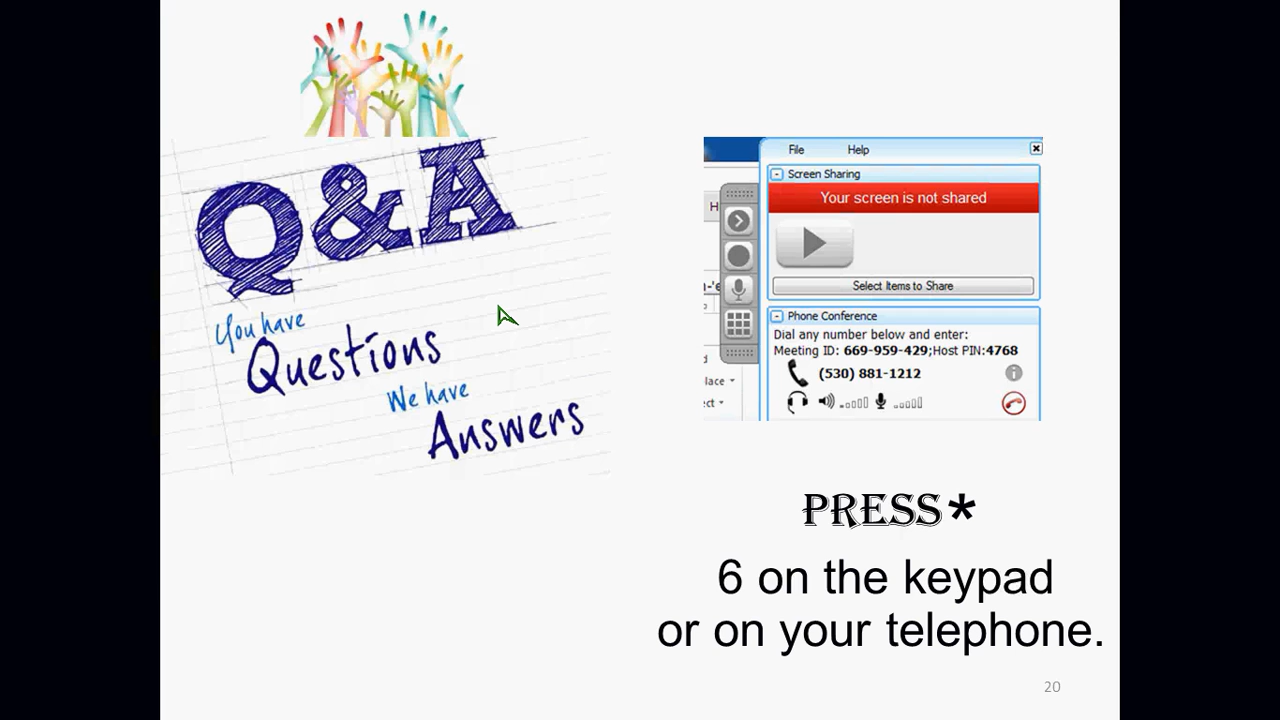 Q&A
You have
Questions
We have
Answers
File Help
Screen Sharing
Your screen is not shared
Select Items to Share
Phone Conference
Dial any number below and enter:
Meeting ID: 669-959-429;Host PIN:4768
(530) 881-1212
PRESS*
6 on the keypad
or on your telephone.
20